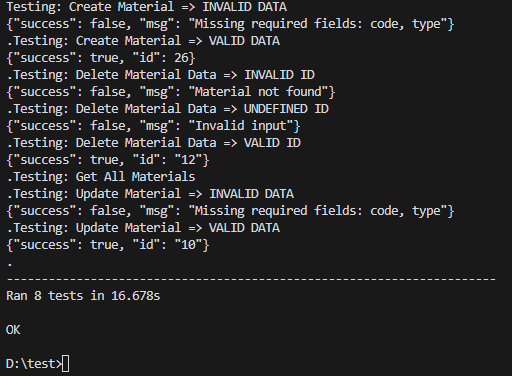 Testing: Create Material => INVALID DATA
{"success": false, "msg": "Missing required fields: code, type"}
.Testing: Create Material => VALID DATA
{"success": true, "id": 26}
.Testing: Delete Material Data => INVALID ID
{"success": false, "msg": "Material not found"}
.Testing: Delete Material Data => UNDEFINED ID
{"success": false, "msg": "Invalid input"}
.Testing: Delete Material Data => VALID ID
{"success": true, "id": "12"}
.Testing: Get All Materials
.Testing: Update Material => INVALID DATA
{"success": false, "msg": "Missing required fields: code, type"}
.Testing: Update Material => VALID DATA
{"success": true, "id": "10"}
.
----------------------------------------------------------------------
Ran 8 tests in 16.678s
OK
D:\test>